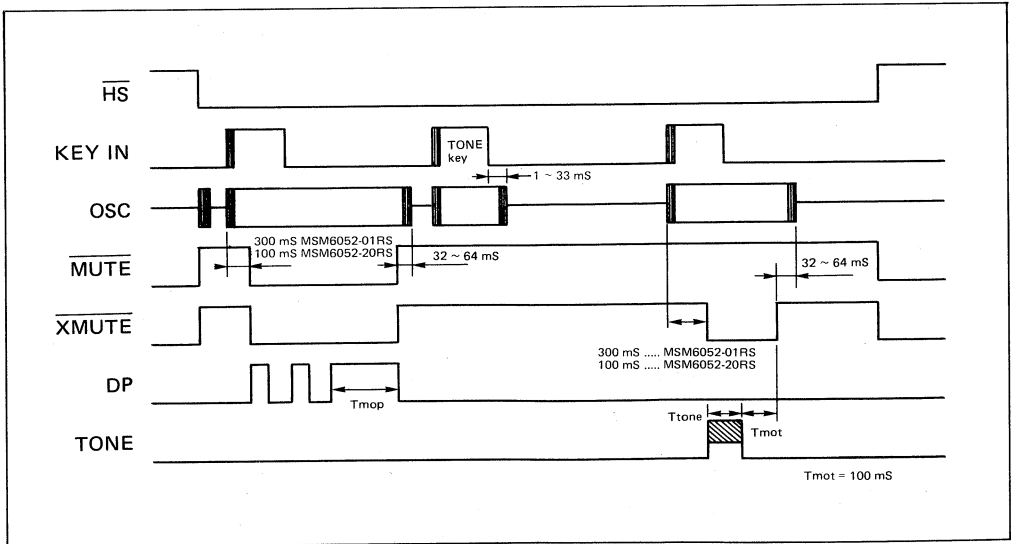 HS
KEY IN
TONE
key
1 ~ 33 mS
OSC
300 mS MSM6052-01RS
100 mS MSM6052-20RS
32 ~ 64 mS
MUTE
32 ~ 64 mS
XMUTE
300 mS ..... MSM6052-01RS
100 mS ..... MSM6052-20RS
DP
Tmop
Ttone
Tmot
TONE
Tmot = 100 mS